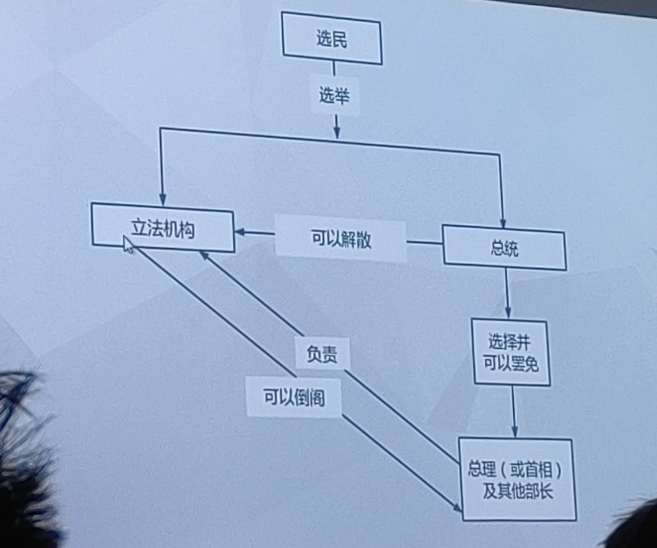 选民
选举
立法机构
可以解散
总统
选择并
可以罢免
负责
可以倒阁
总理（或首相）
及其他部长